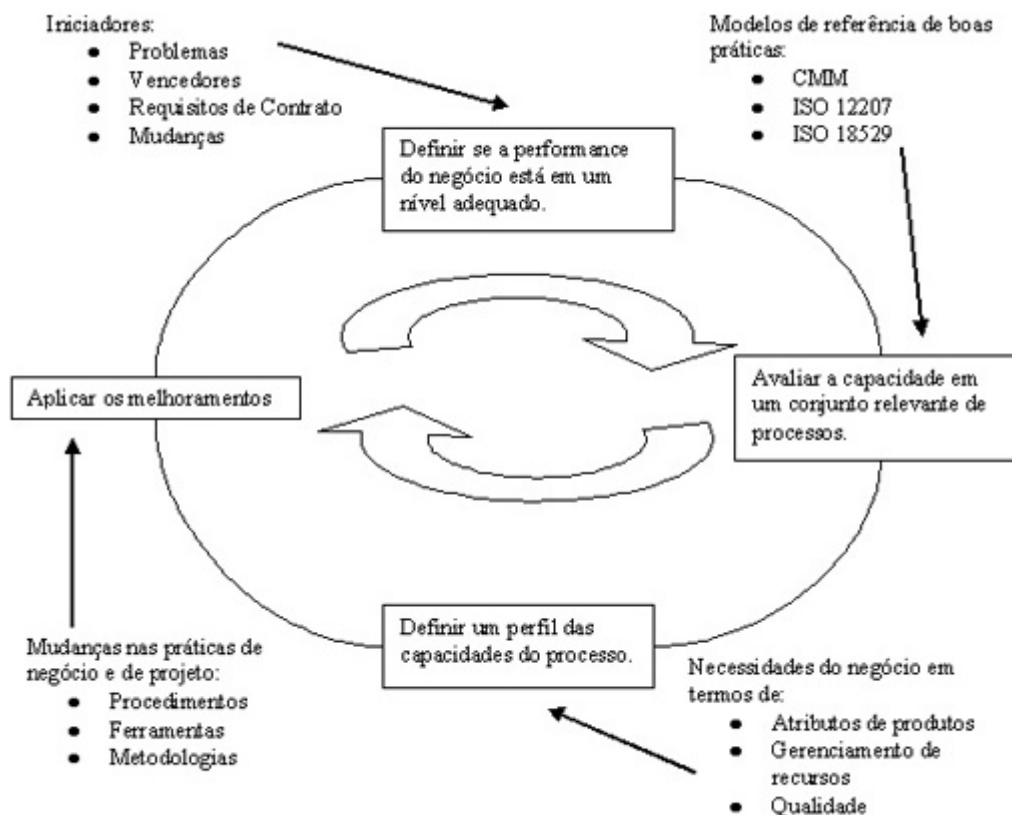 Iniciadores:
● Problemas
● Vencedores
● Requisitos de Contrato
● Mudanças
Modelos de referência de boas
práticas:
● CMM
● ISO 12207
● ISO 18529
Definir se a performance
do negócio está em um
nível adequado.
Avaliar a capacidade em
um conjunto relevante de
processos.
Aplicar os melhoramentos
Definir um perfil das
capacidades do processo.
Mudanças nas práticas de
negócio e de projeto:
● Procedimentos
● Ferramentas
● Metodologias
Necessidades do negócio em
termos de:
● Atributos de produtos
● Gerenciamento de
recursos
● Qualidade